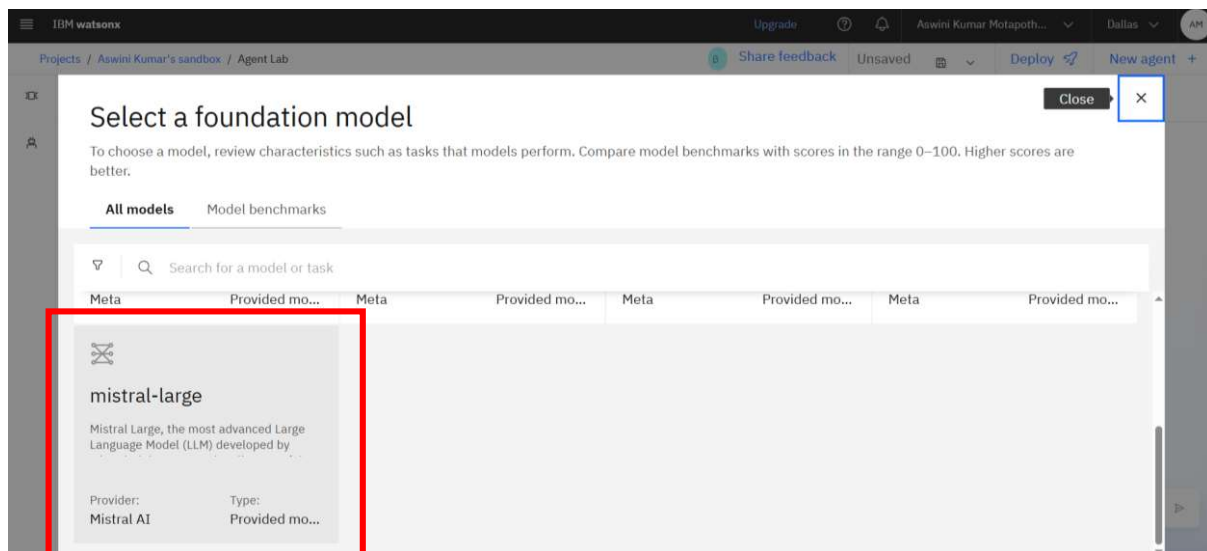 IBM watsonx
Upgrade
Aswini Kumar Motapoth...
Dallas
AM
Projects / Aswini Kumar's sandbox / Agent Lab
Share feedback
Unsaved
Deploy
New agent +
Close
Select a foundation model
To choose a model, review characteristics such as tasks that models perform. Compare model benchmarks with scores in the range 0–100. Higher scores are
better.
All models
Model benchmarks
Search for a model or task
Meta Provided mo... Meta Provided mo... Meta Provided mo... Meta Provided mo...
mistral-large
Mistral Large, the most advanced Large
Language Model (LLM) developed by
Provider: Type:
Mistral AI Provided mo...